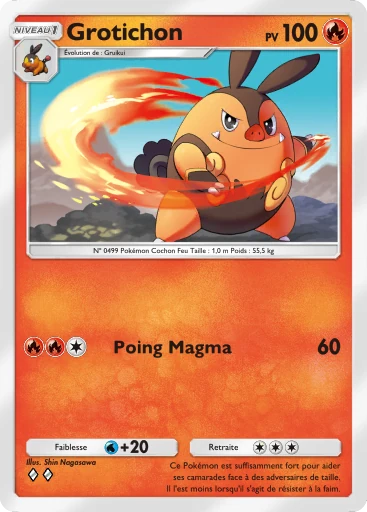 NIVEAU 1
Grotichon
PV 100
Évolution de : Gruikui
N° 0499 Pokémon Cochon Feu Taille : 1,0 m Poids : 55,5 kg
Poing Magma 60
Faiblesse +20 Retraite
Illus. Shin Nagasawa
Ce Pokémon est suffisamment fort pour aider
ses camarades face à des adversaires de taille.
Il l'est moins lorsqu'il s'agit de résister à la faim.